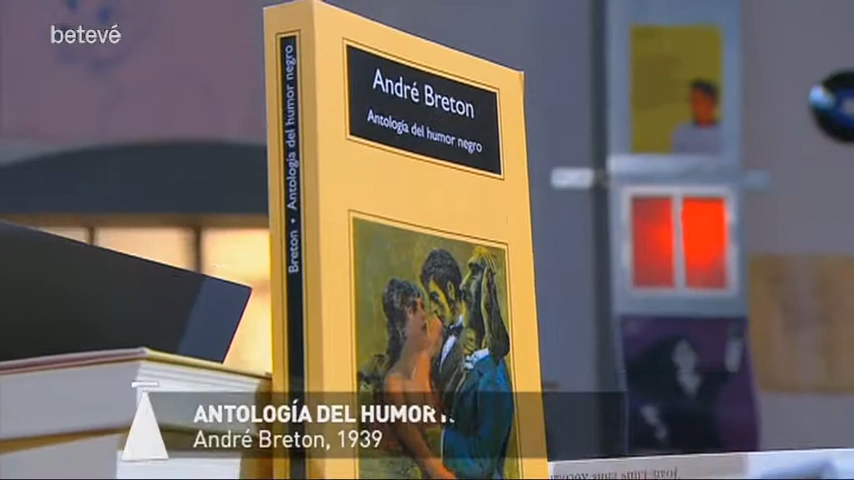 betevé
André Breton
Antología del humor negro
Breton • Antología del humor negro
ANTOLOGÍA DEL HUMOR
André Breton, 1939